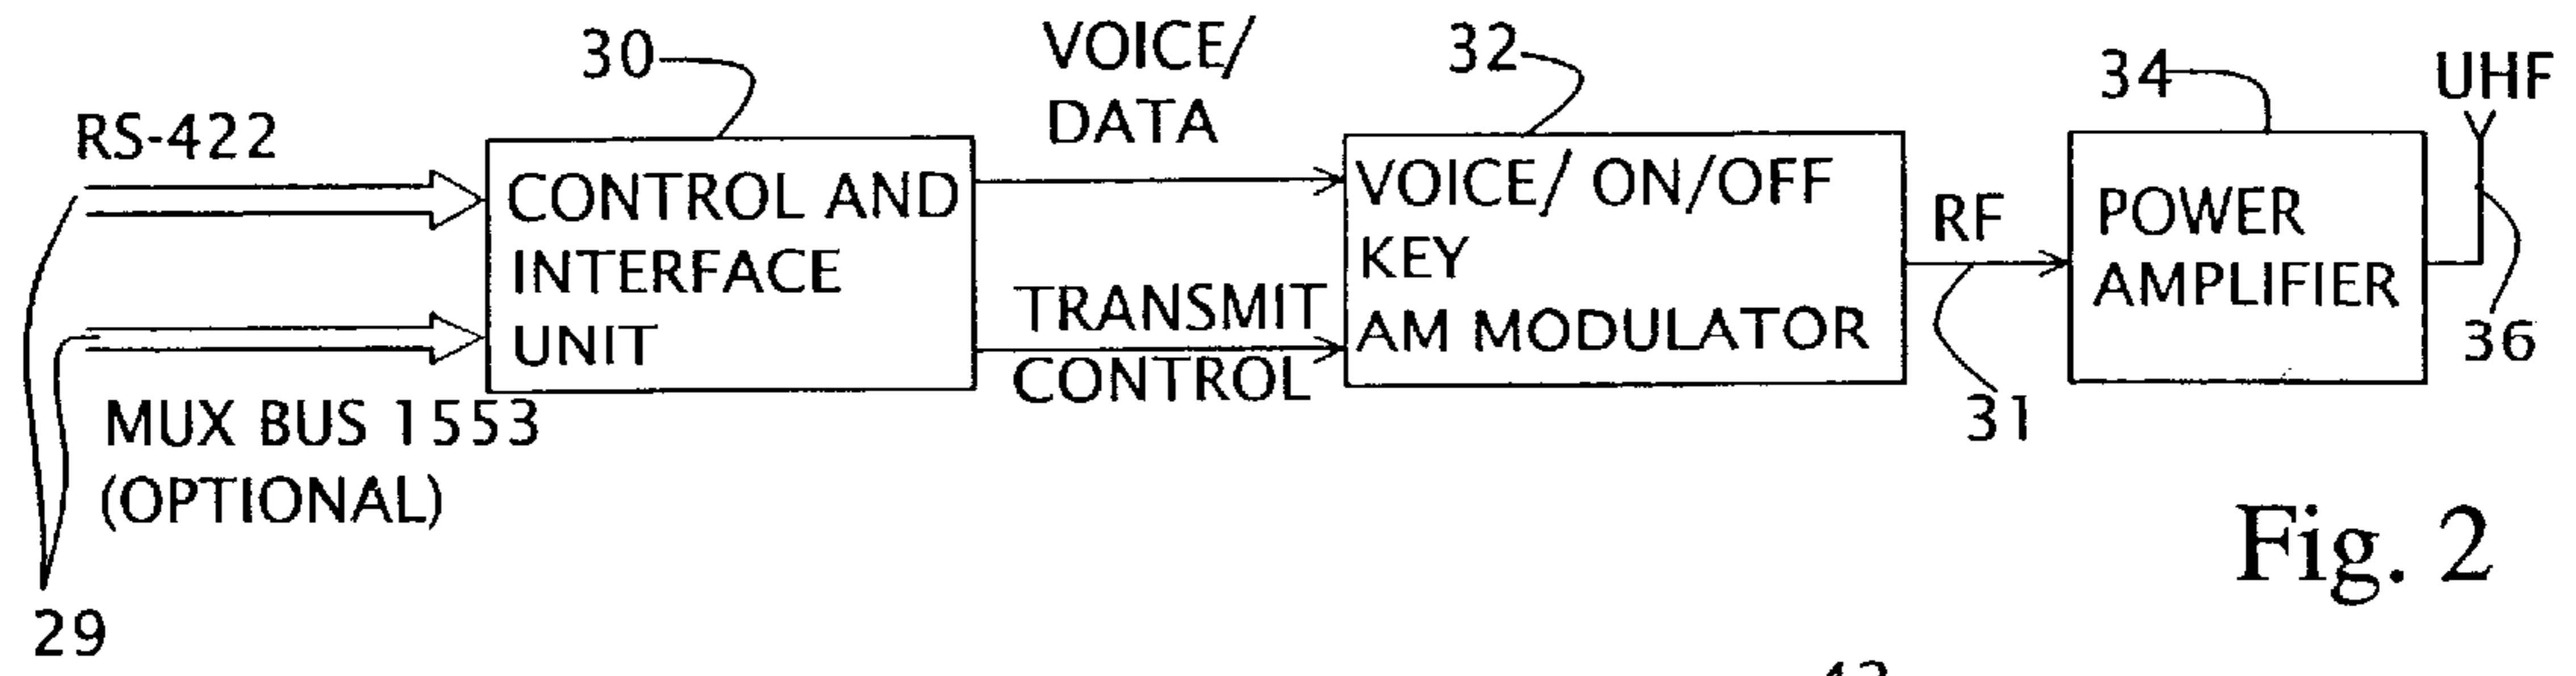 30
VOICE/
DATA
32
34
UHF
RS-422
CONTROL AND
INTERFACE
UNIT
VOICE/ ON/OFF
KEY
AM MODULATOR
RF
POWER
AMPLIFIER
TRANSMIT
CONTROL
36
31
MUX BUS 1553
(OPTIONAL)
Fig. 2
29